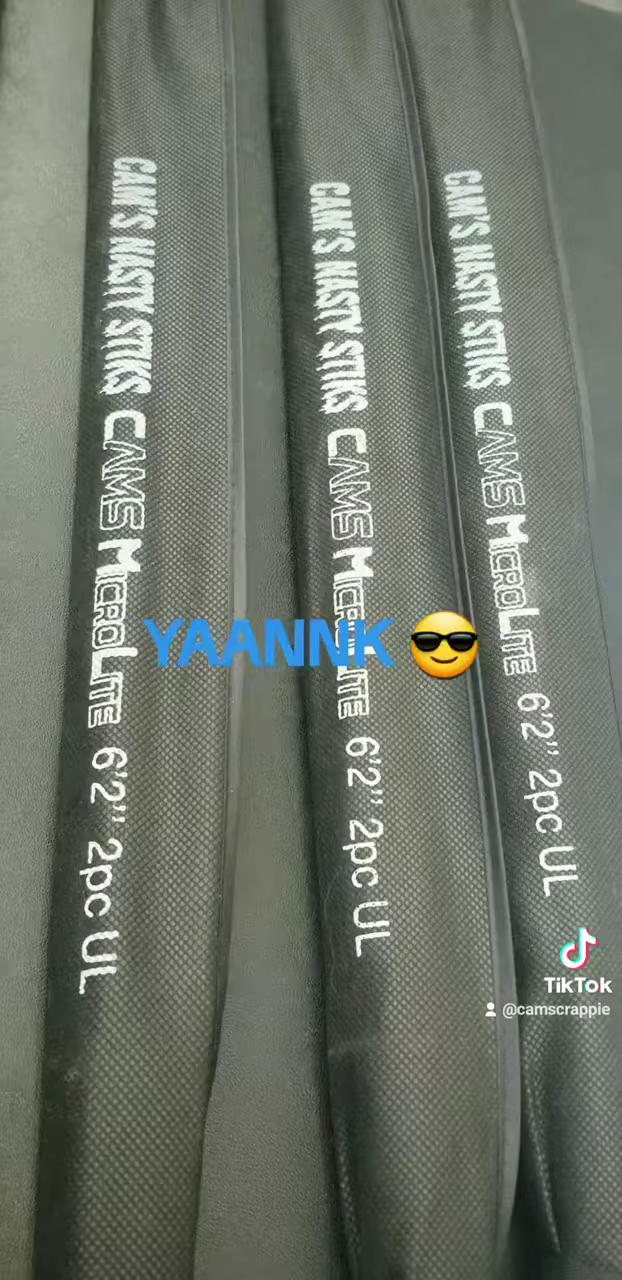 CAM'S NASTY STIKS CAMS MICROLITE 6'2" 2pc UL
CAM'S NASTY STIKS CAMS MICROLITE 6'2" 2pc UL
CAM'S NASTY STIKS CAMS MICROLITE 6'2" 2pc UL
YAANNK 😎
TikTok
@camscrappie